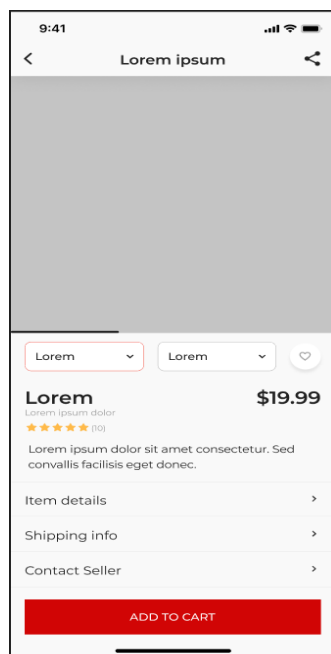 9:41
Lorem ipsum
Lorem
Lorem
Lorem
$19.99
Lorem ipsum dolor
(10)
Lorem ipsum dolor sit amet consectetur. Sed
convallis facilisis eget donec.
Item details
Shipping info
Contact Seller
ADD TO CART